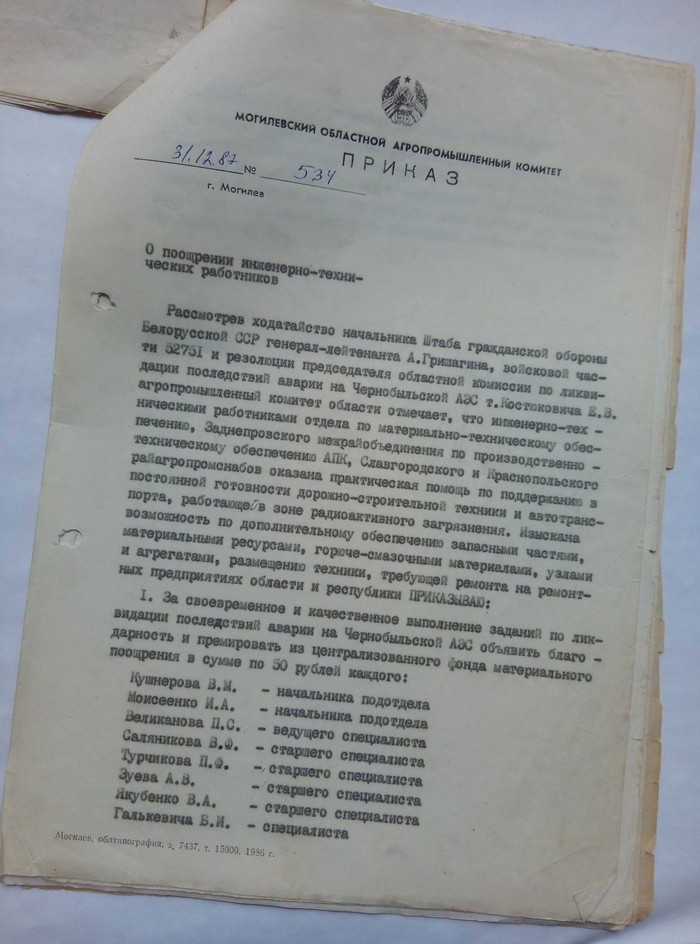 МОГИЛЕВСКИЙ ОБЛАСТНОЙ АГРОПРОМЫШЛЕННЫЙ КОМИТЕТ
ПРИКАЗ
31.12.87 № 534
г. Могилев
О поощрении инженерно-техни-
ческих работников
Рассмотрев ходатайство начальника Штаба гражданской обороны
Белорусской ССР генерал-лейтенанта А.Гришагина, войсковой час-
ти 52751 и резолюции председателя областной комиссии по ликви-
дации последствий аварии на Чернобыльской АЭС т.Костюковича Е.В.
агропромышленный комитет области отмечает, что инженерно-тех -
ническими работниками отдела по материально-техническому обес-
печению, Заднепровского межрайобъединения по производственно -
техническому обеспечению АПК, Славгородского и Краснопольского
райагропромснабов оказана практическая помощь по поддержанию в
постоянной готовности дорожно-строительной техники и автотранс-
порта, работающей в зоне радиоактивного загрязнения. Изыскана
возможность по дополнительному обеспечению запасными частями,
материальными ресурсами, горюче-смазочными материалами, узлами
и агрегатами, размещению техники, требующей ремонта на ремонт-
ных предприятиях области и республики ПРИКАЗЫВАЮ:
I. За своевременное и качественное выполнение заданий по лик-
видации последствий аварии на Чернобыльской АЭС объявить благо -
дарность и премировать из централизованного фонда материального
поощрения в сумме по 50 рублей каждого:
Кушнерова В.М. - начальника подотдела
Моисеенко И.А. - начальника подотдела
Великанова П.С. - ведущего специалиста
Саляникова В.Ф. - старшего специалиста
Турчикова П.Ф. - старшего специалиста
Зуева А.В. - старшего специалиста
Якубенко В.А. - старшего специалиста
Галькевича Б.И. - специалиста
Могилев, облтипография, з. 7437, т. 15000, 1986 г.